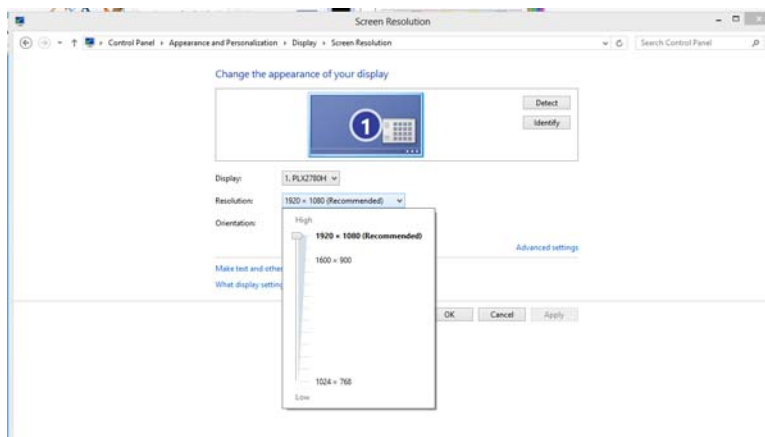 Screen Resolution
Control Panel › Appearance and Personalization › Display › Screen Resolution
Search Control Panel
Change the appearance of your display
1
Detect
Identify
Display: 1. PLX2780H
Resolution: 1920 × 1080 (Recommended)
Orientation:
High
1920 × 1080 (Recommended)
Advanced settings
1600 × 900
Make text and other
What display setting
OK Cancel Apply
1024 × 768
Low